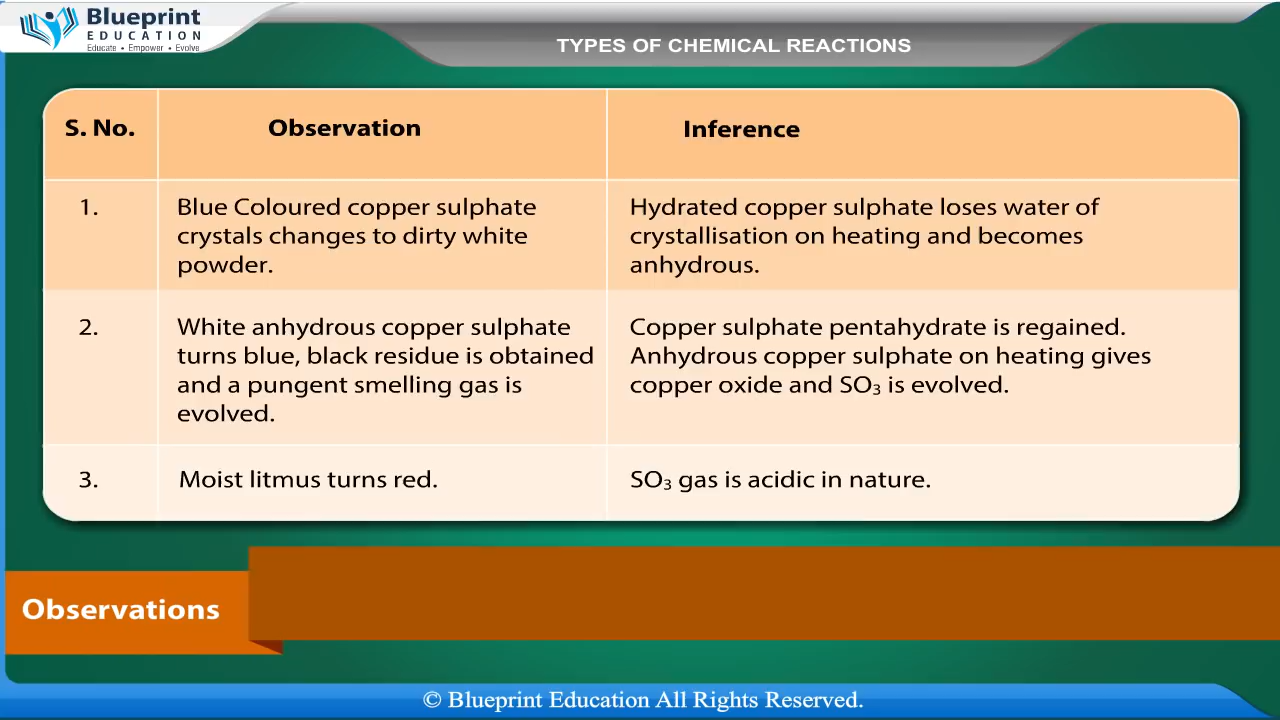 Blueprint
EDUCATION
Educate • Empower • Evolve
TYPES OF CHEMICAL REACTIONS
S. No.
Observation
Inference
1.
Blue Coloured copper sulphate
crystals changes to dirty white
powder.
Hydrated copper sulphate loses water of
crystallisation on heating and becomes
anhydrous.
2.
White anhydrous copper sulphate
turns blue, black residue is obtained
and a pungent smelling gas is
evolved.
Copper sulphate pentahydrate is regained.
Anhydrous copper sulphate on heating gives
copper oxide and SO₃ is evolved.
3.
Moist litmus turns red.
SO₃ gas is acidic in nature.
Observations
© Blueprint Education All Rights Reserved.